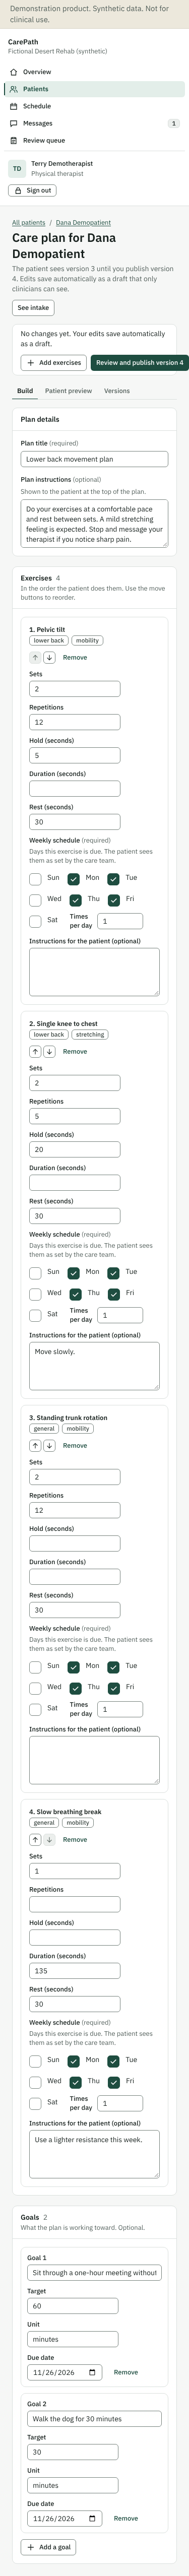 Demonstration product. Synthetic data. Not for
clinical use.
CarePath
Fictional Desert Rehab (synthetic)
Overview
Patients
Schedule
Messages 1
Review queue
TD
Terry Demotherapist
Physical therapist
Sign out
All patients / Dana Demopatient
Care plan for Dana
Demopatient
The patient sees version 3 until you publish version
4. Edits save automatically as a draft that only
clinicians can see.
See intake
No changes yet. Your edits save automatically
as a draft.
Add exercises
Review and publish version 4
Build Patient preview Versions
Plan details
Plan title (required)
Lower back movement plan
Plan instructions (optional)
Shown to the patient at the top of the plan.
Do your exercises at a comfortable pace
and rest between sets. A mild stretching
feeling is expected. Stop and message your
therapist if you notice sharp pain.
Exercises 4
In the order the patient does them. Use the move
buttons to reorder.
1. Pelvic tilt
lower back mobility
Remove
Sets
2
Repetitions
12
Hold (seconds)
5
Duration (seconds)
Rest (seconds)
30
Weekly schedule (required)
Days this exercise is due. The patient sees
them as set by the care team.
Sun Mon Tue
Wed Thu Fri
Sat Times
per day 1
Instructions for the patient (optional)
2. Single knee to chest
lower back stretching
Remove
Sets
2
Repetitions
5
Hold (seconds)
20
Duration (seconds)
Rest (seconds)
30
Weekly schedule (required)
Days this exercise is due. The patient sees
them as set by the care team.
Sun Mon Tue
Wed Thu Fri
Sat Times
per day 1
Instructions for the patient (optional)
Move slowly.
3. Standing trunk rotation
general mobility
Remove
Sets
2
Repetitions
12
Hold (seconds)
Duration (seconds)
Rest (seconds)
30
Weekly schedule (required)
Days this exercise is due. The patient sees
them as set by the care team.
Sun Mon Tue
Wed Thu Fri
Sat Times
per day 1
Instructions for the patient (optional)
4. Slow breathing break
general mobility
Remove
Sets
1
Repetitions
Hold (seconds)
Duration (seconds)
135
Rest (seconds)
30
Weekly schedule (required)
Days this exercise is due. The patient sees
them as set by the care team.
Sun Mon Tue
Wed Thu Fri
Sat Times
per day 1
Instructions for the patient (optional)
Use a lighter resistance this week.
Goals 2
What the plan is working toward. Optional.
Goal 1
Sit through a one-hour meeting without
Target
60
Unit
minutes
Due date
11/26/2026 Remove
Goal 2
Walk the dog for 30 minutes
Target
30
Unit
minutes
Due date
11/26/2026 Remove
Add a goal